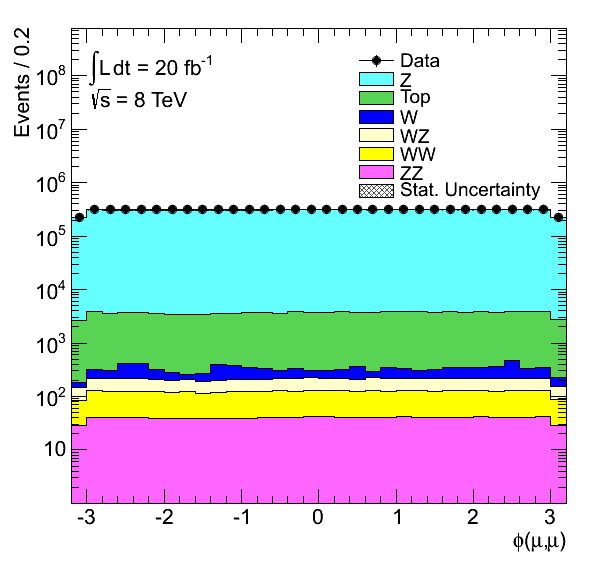 Events / 0.2
∫L dt = 20 fb⁻¹
√s = 8 TeV
Data
Z
Top
W
WZ
WW
ZZ
Stat. Uncertainty
10⁸
10⁷
10⁶
10⁵
10⁴
10³
10²
10
-3 -2 -1 0 1 2 3
ϕ(μ,μ)